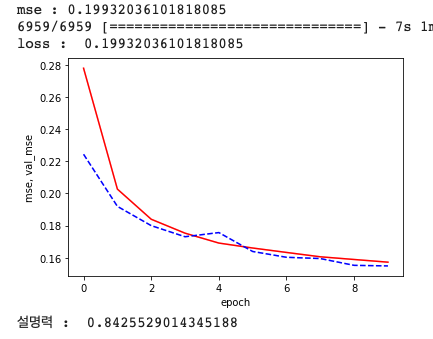 mse : 0.19932036101818085
6959/6959 [==============================] - 7s 1m
loss :  0.19932036101818085
0.28
0.26
0.24
0.22
0.20
0.18
0.16
mse, val_mse
0 2 4 6 8
epoch
설명력 :  0.8425529014345188